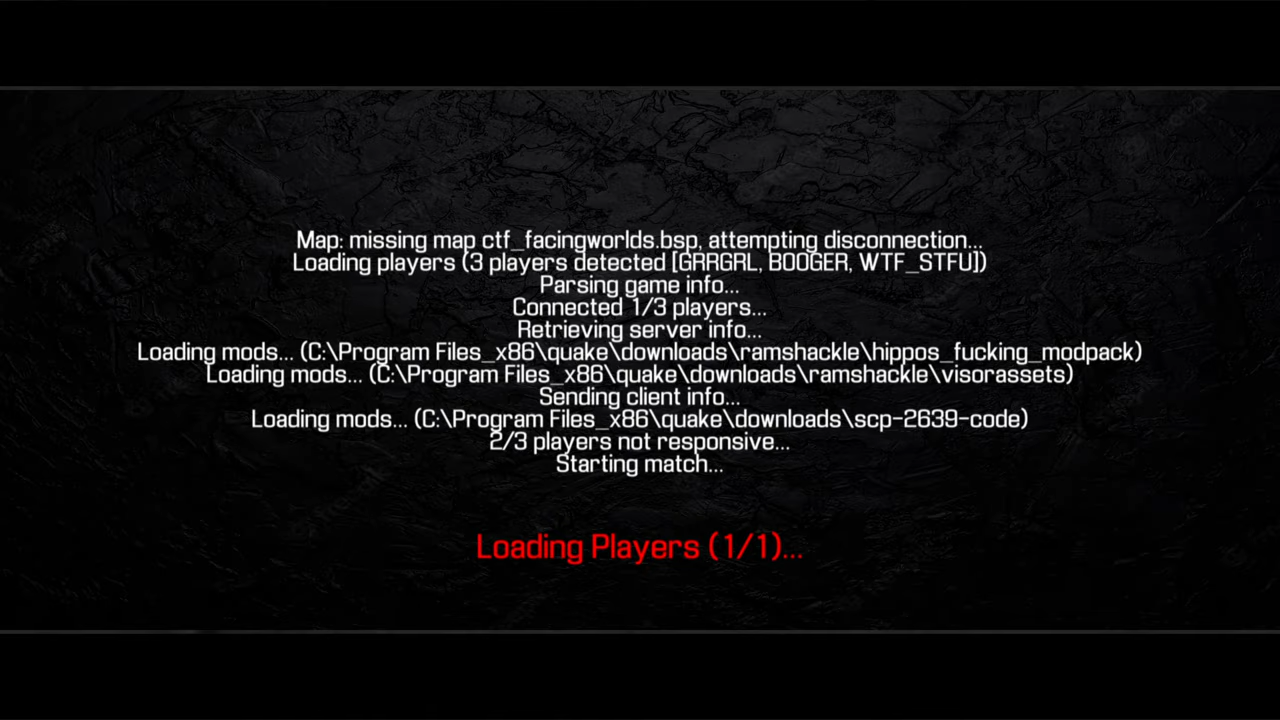 Map: missing map ctf_facingworlds.bsp, attempting disconnection...
Loading players (3 players detected [GRRGRL, BOOGER, WTF_STFU])
Parsing game info...
Connected 1/3 players...
Retrieving server info...
Loading mods... (C:\Program Files_x86\quake\downloads\ramshackle\hippos_fucking_modpack)
Loading mods... (C:\Program Files_x86\quake\downloads\ramshackle\visorassets)
Sending client info...
Loading mods... (C:\Program Files_x86\quake\downloads\scp-2639-code)
2/3 players not responsive...
Starting match...
Loading Players (1/1)...